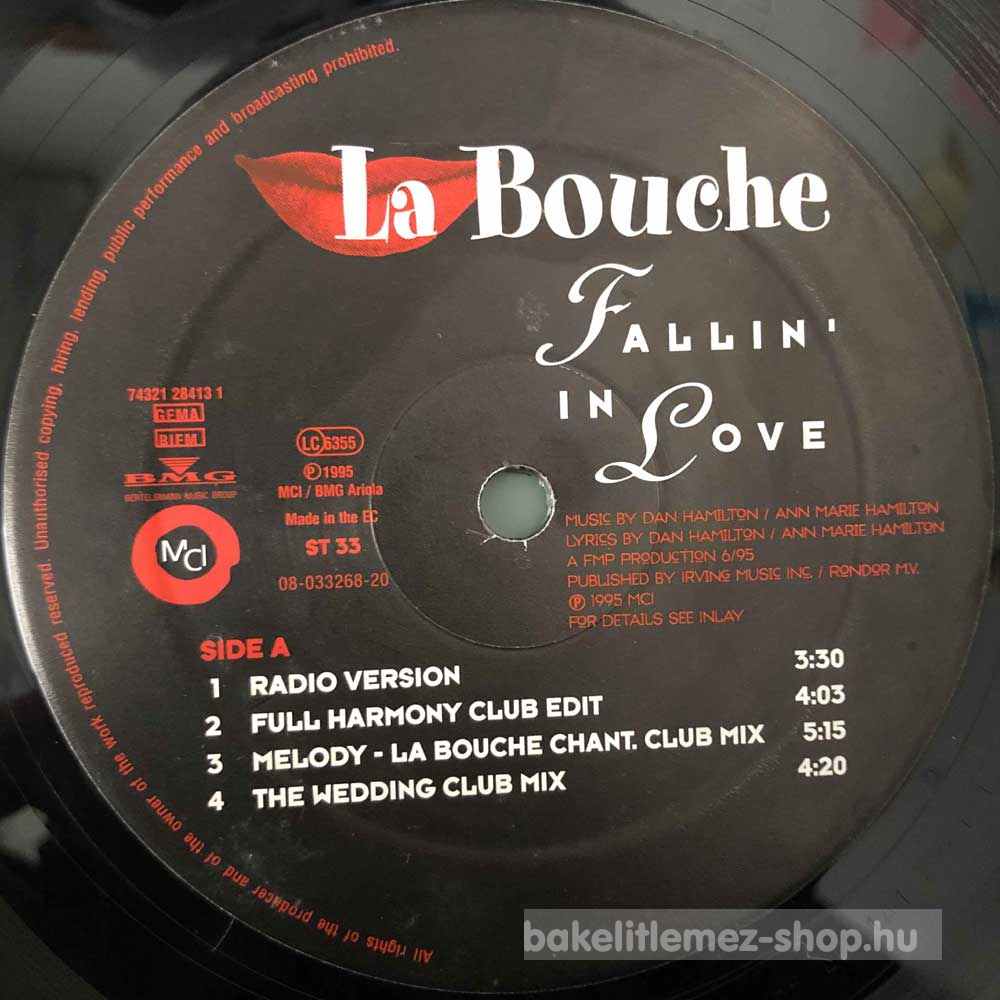 La Bouche
FALLIN'
IN LOVE
74321 28413 1
GEMA
BIEM
BMG
BERTELSMANN MUSIC GROUP
MCI
LC 6355
Ⓟ 1995
MCI / BMG Ariola
Made in the EC
ST 33
08-033268-20
MUSIC BY DAN HAMILTON / ANN MARIE HAMILTON
LYRICS BY DAN HAMILTON / ANN MARIE HAMILTON
A FMP PRODUCTION 6/95
PUBLISHED BY IRVING MUSIC INC. / RONDOR M.V.
Ⓟ 1995 MCI
FOR DETAILS SEE INLAY
SIDE A
1 RADIO VERSION 3:30
2 FULL HARMONY CLUB EDIT 4:03
3 MELODY - LA BOUCHE CHANT. CLUB MIX 5:15
4 THE WEDDING CLUB MIX 4:20
All rights of the producer and of the owner of the work reproduced reserved. Unauthorised copying, hiring, lending, public performance and broadcasting prohibited.
bakelitlemez-shop.hu